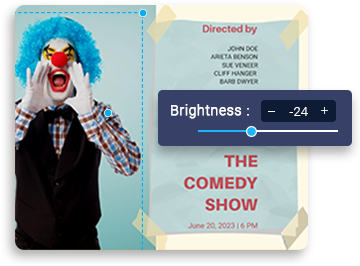 Directed by
JOHN DOE
ARIETA BENSON
SUE VENEER
CLIFF HANGER
BARB DWYER
Brightness : − -24 +
THE
COMEDY
SHOW
June 20, 2023 | 6 PM